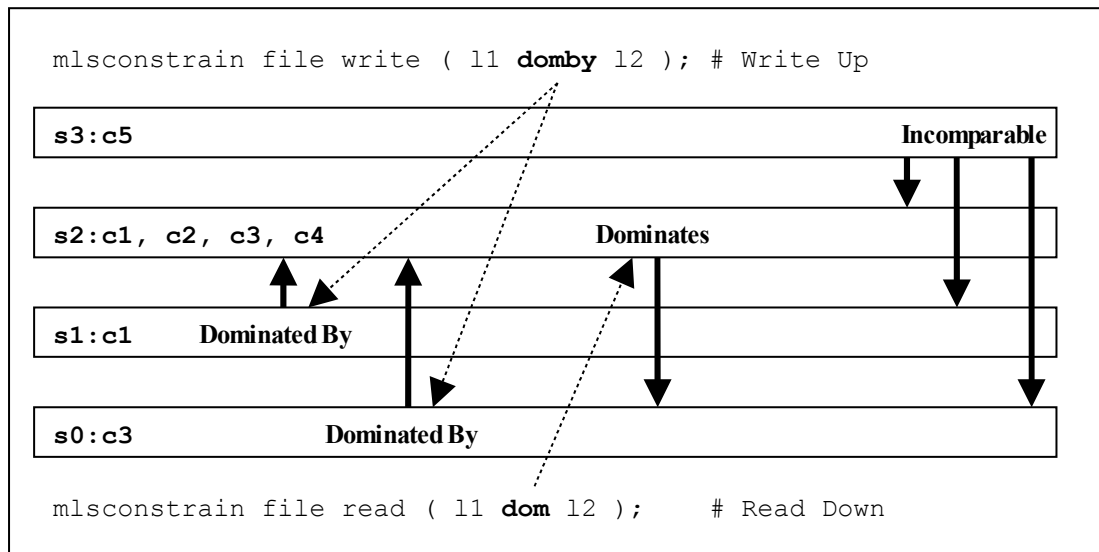 mlsconstrain file write ( l1 domby l2 ); # Write Up
s3:c5 Incomparable
s2:c1, c2, c3, c4 Dominates
s1:c1 Dominated By
s0:c3 Dominated By
mlsconstrain file read ( l1 dom l2 ); # Read Down